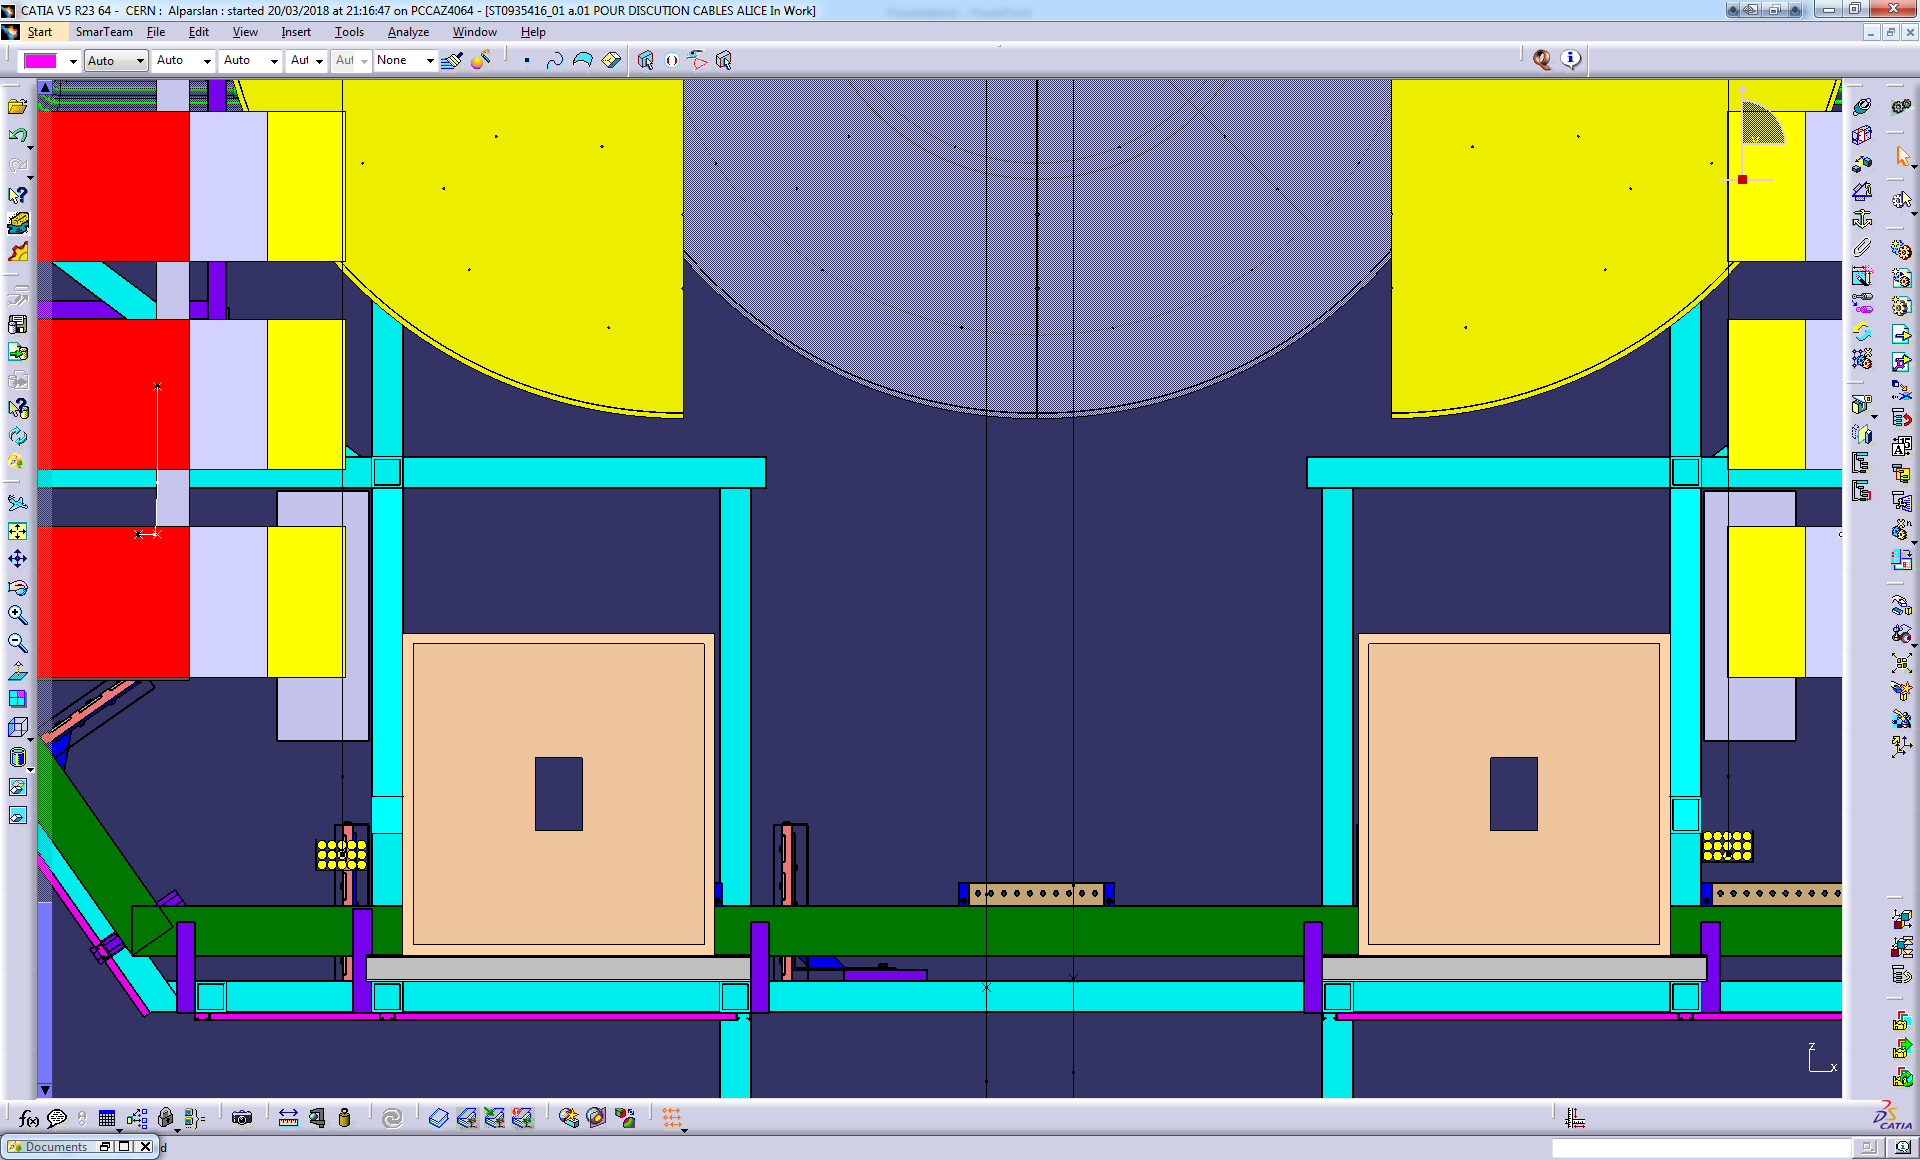 CATIA V5 R23 64 - CERN : Alparslan : started 20/03/2018 at 21:16:47 on PCCAZ4064 - [ST0935416_01 a.01 POUR DISCUTION CABLES ALICE In Work]
Start SmarTeam File Edit View Insert Tools Analyze Window Help
Auto Auto Auto Aut Aut None
z
x
f(x)
CATIA
Documents d